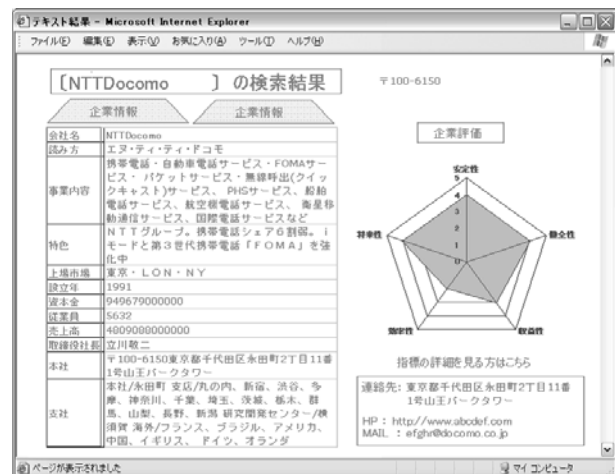 テキスト結果 - Microsoft Internet Explorer
ファイル(F) 編集(E) 表示(V) お気に入り(A) ツール(T) ヘルプ(H)
〔NTTDocomo 〕の検索結果
〒100-6150
企業情報 企業情報
会社名 NTTDocomo
読み方 エヌ・ティ・ティ・ドコモ
事業内容 携帯電話・自動車電話サービス・FOMAサー
ビス・ パケットサービス・無線呼出(クイッ
クキャスト)サービス、 PHSサービス、船舶
電話サービス、航空機電話サービス、 衛星移
動通信サービス、国際電話サービスなど
特色 NTTグループ。携帯電話シェア6割弱。i
モードと第3世代携帯電話「FOMA」を強
化中
上場市場 東京・LON・NY
設立年 1991
資本金 949679000000
従業員 5632
売上高 4809088000000
取締役社長 立川敬二
本社 〒100-6150東京都千代田区永田町2丁目11番
1号山王パークタワー
支社 本社/永田町 支店/丸の内、新宿、渋谷、多
摩、神奈川、千葉、埼玉、茨城、栃木、群
馬、山梨、長野、新潟 研究開発センター/横
須賀 海外/フランス、ブラジル、アメリカ、
中国、イギリス、 ドイツ、オランダ
企業評価
安定性
5
4
3
2
1
0
将来性
健全性
効率性
収益性
指標の詳細を見る方はこちら
連絡先: 東京都千代田区永田町2丁目11番
1号山王パークタワー
HP : http://www.abcdef.com
MAIL : efghr@docomo.co.jp
ページが表示されました
マイ コンピュータ